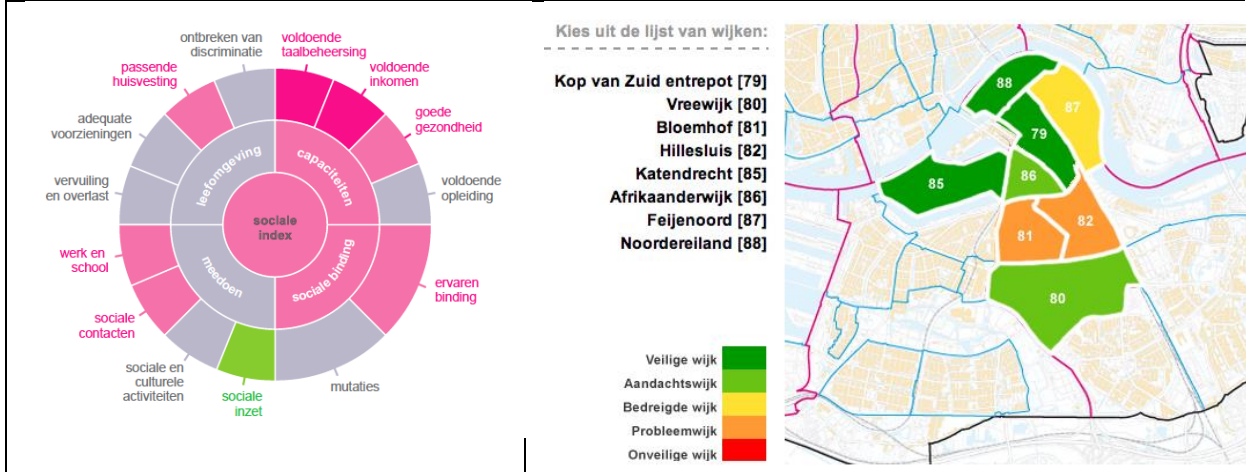 ontbreken van
discriminatie
voldoende
taalbeheersing
passende
huisvesting
voldoende
inkomen
goede
gezondheid
adequate
voorzieningen
vervuiling
en overlast
voldoende
opleiding
werk en
school
ervaren
binding
sociale
contacten
sociale en
culturele
activiteiten
sociale
inzet
mutaties
leefomgeving
capaciteiten
meedoen
sociale binding
sociale
index
Kies uit de lijst van wijken:
Kop van Zuid entrepot [79]
Vreewijk [80]
Bloemhof [81]
Hillesluis [82]
Katendrecht [85]
Afrikaanderwijk [86]
Feijenoord [87]
Noordereiland [88]
Veilige wijk
Aandachtswijk
Bedreigde wijk
Probleemwijk
Onveilige wijk
88
87
79
86
85
82
81
80